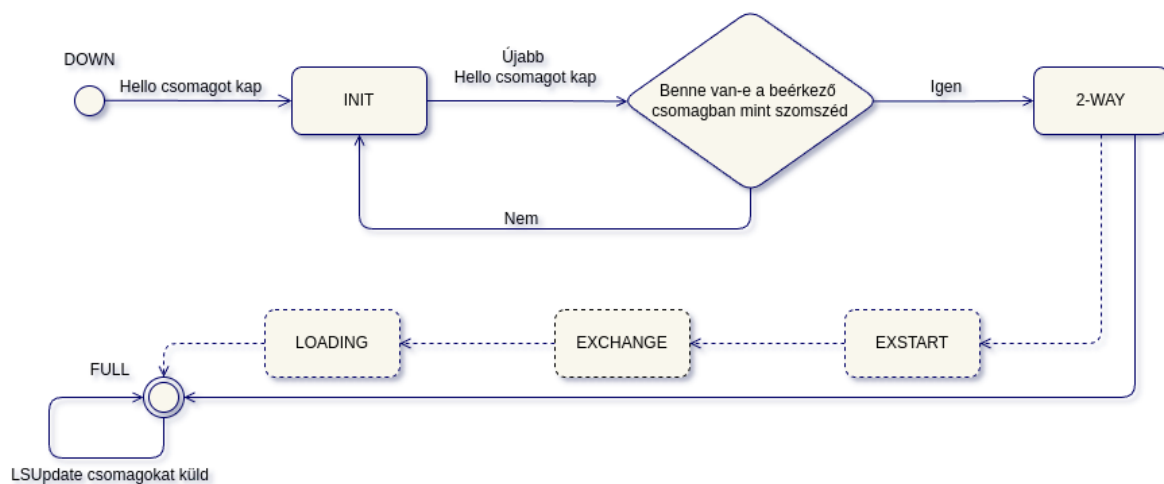 DOWN
Hello csomagot kap
INIT
Újabb
Hello csomagot kap
Benne van-e a beérkező
csomagban mint szomszéd
Igen
2-WAY
Nem
LOADING
EXCHANGE
EXSTART
FULL
LSUpdate csomagokat küld